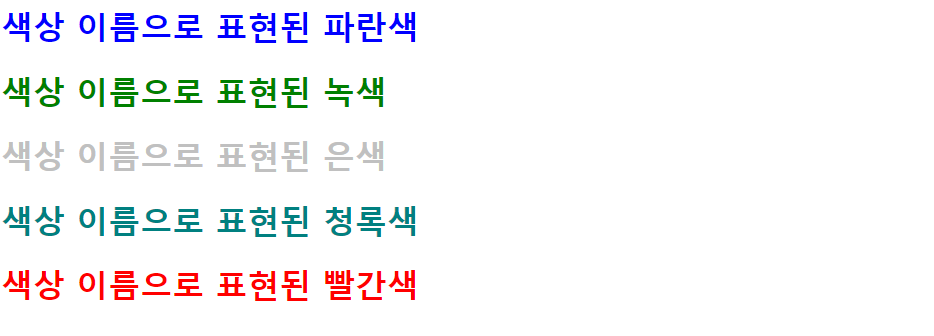 색상 이름으로 표현된 파란색
색상 이름으로 표현된 녹색
색상 이름으로 표현된 은색
색상 이름으로 표현된 청록색
색상 이름으로 표현된 빨간색